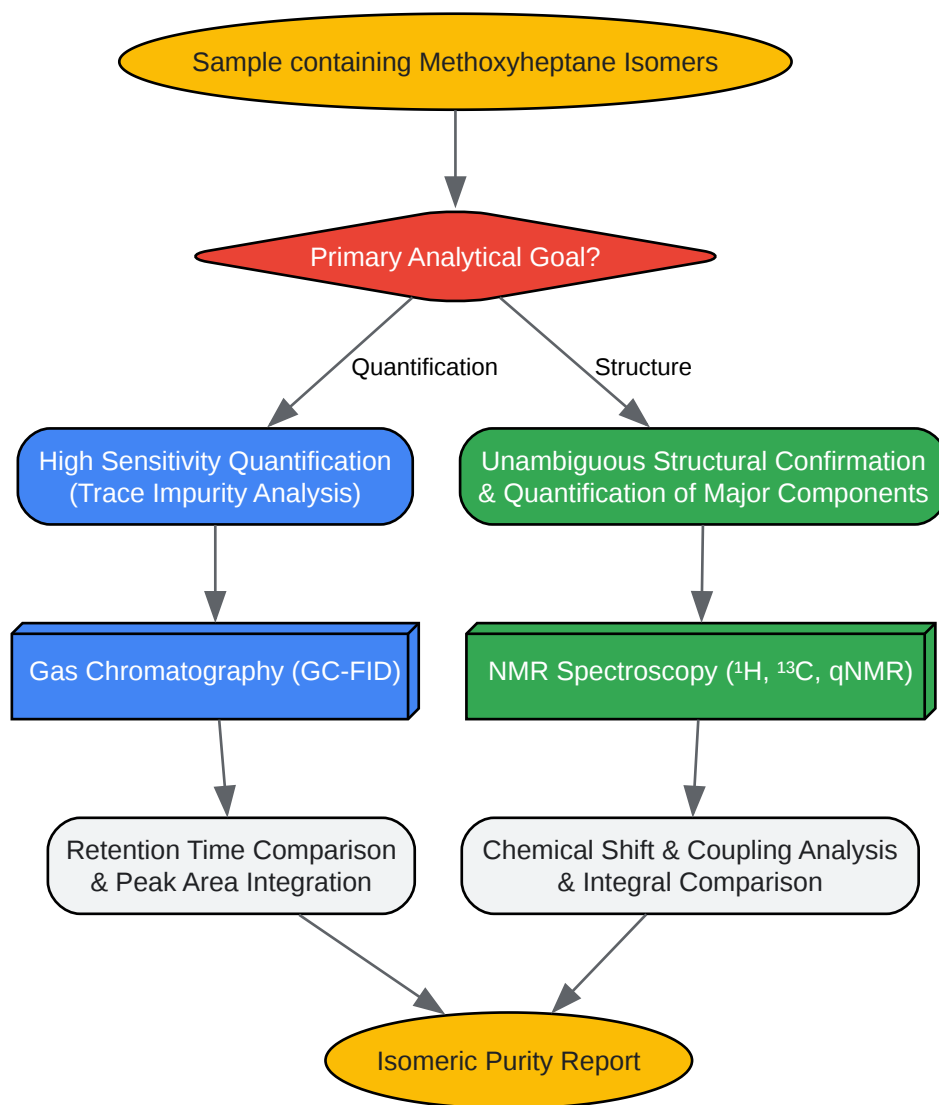 Sample containing Methoxyheptane Isomers
Primary Analytical Goal?
Quantification
Structure
High Sensitivity Quantification
(Trace Impurity Analysis)
Unambiguous Structural Confirmation
& Quantification of Major Components
Gas Chromatography (GC-FID)
NMR Spectroscopy (¹H, ¹³C, qNMR)
Retention Time Comparison
& Peak Area Integration
Chemical Shift & Coupling Analysis
& Integral Comparison
Isomeric Purity Report